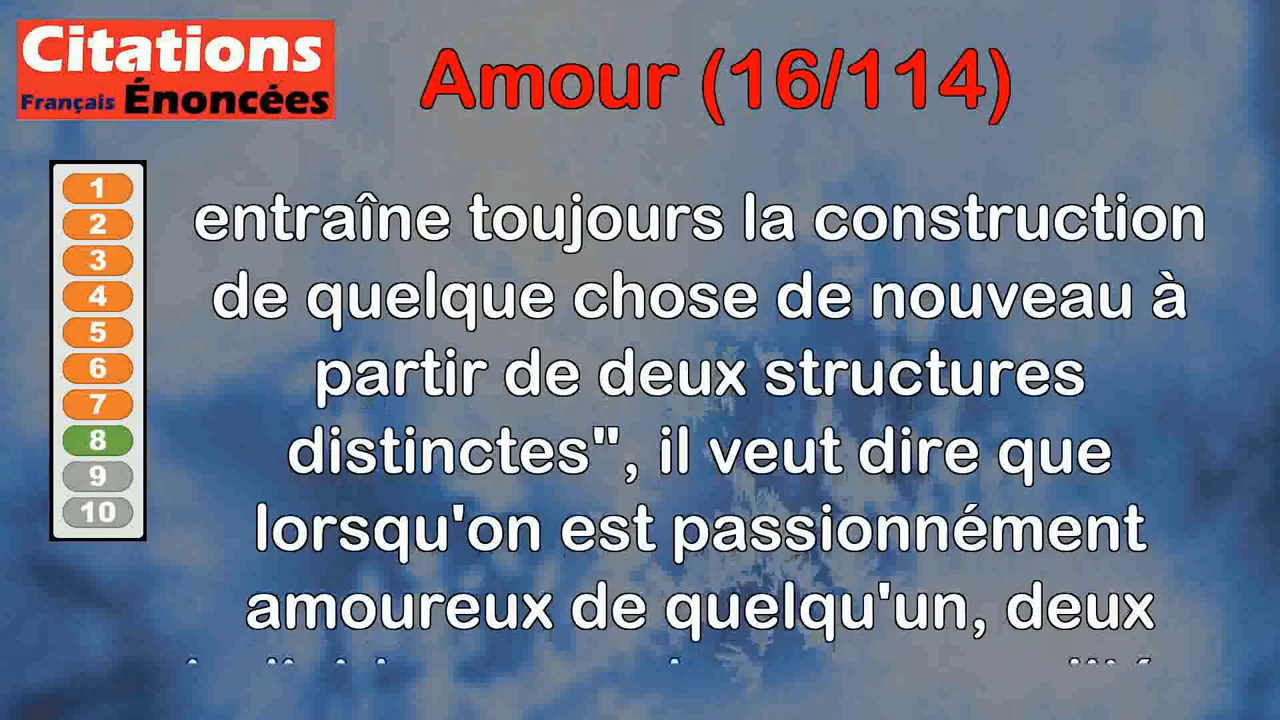 Citations
Français Énoncées
Amour (16/114)
1
2
3
4
5
6
7
8
9
10
entraîne toujours la construction
de quelque chose de nouveau à
partir de deux structures
distinctes", il veut dire que
lorsqu'on est passionnément
amoureux de quelqu'un, deux